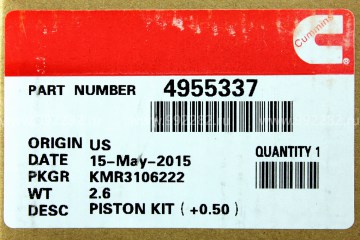 Cummins
PART NUMBER 4955337
ORIGIN US
DATE 15-May-2015
QUANTITY 1
PKGR KMR3106222
WT 2.6
DESC PISTON KIT ( +0.50 )